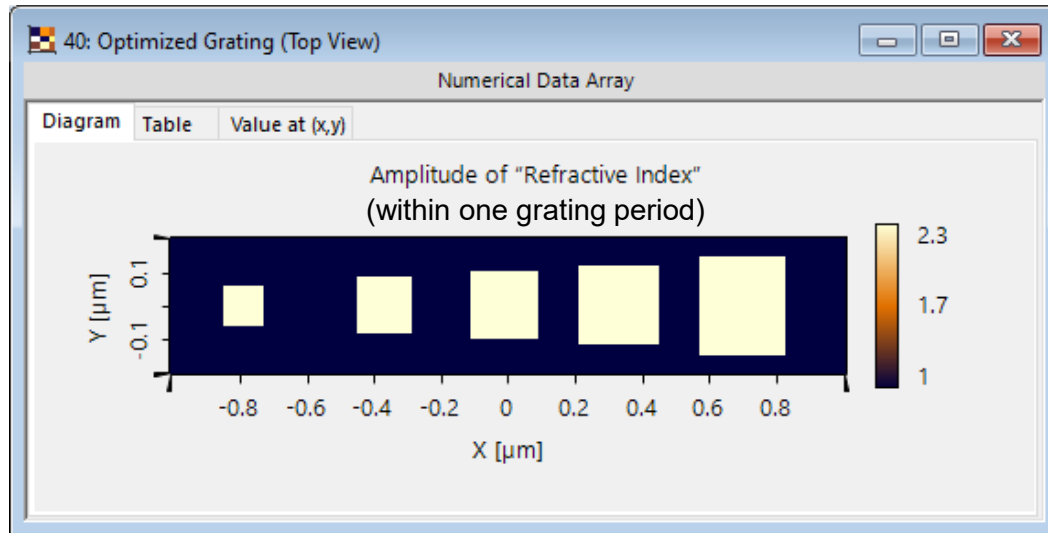 40: Optimized Grating (Top View)
Numerical Data Array
Diagram Table Value at (x,y)
Amplitude of “Refractive Index”
(within one grating period)
2.3
1.7
1
Y [µm]
0.1
-0.1
-0.8 -0.6 -0.4 -0.2 0 0.2 0.4 0.6 0.8
X [µm]